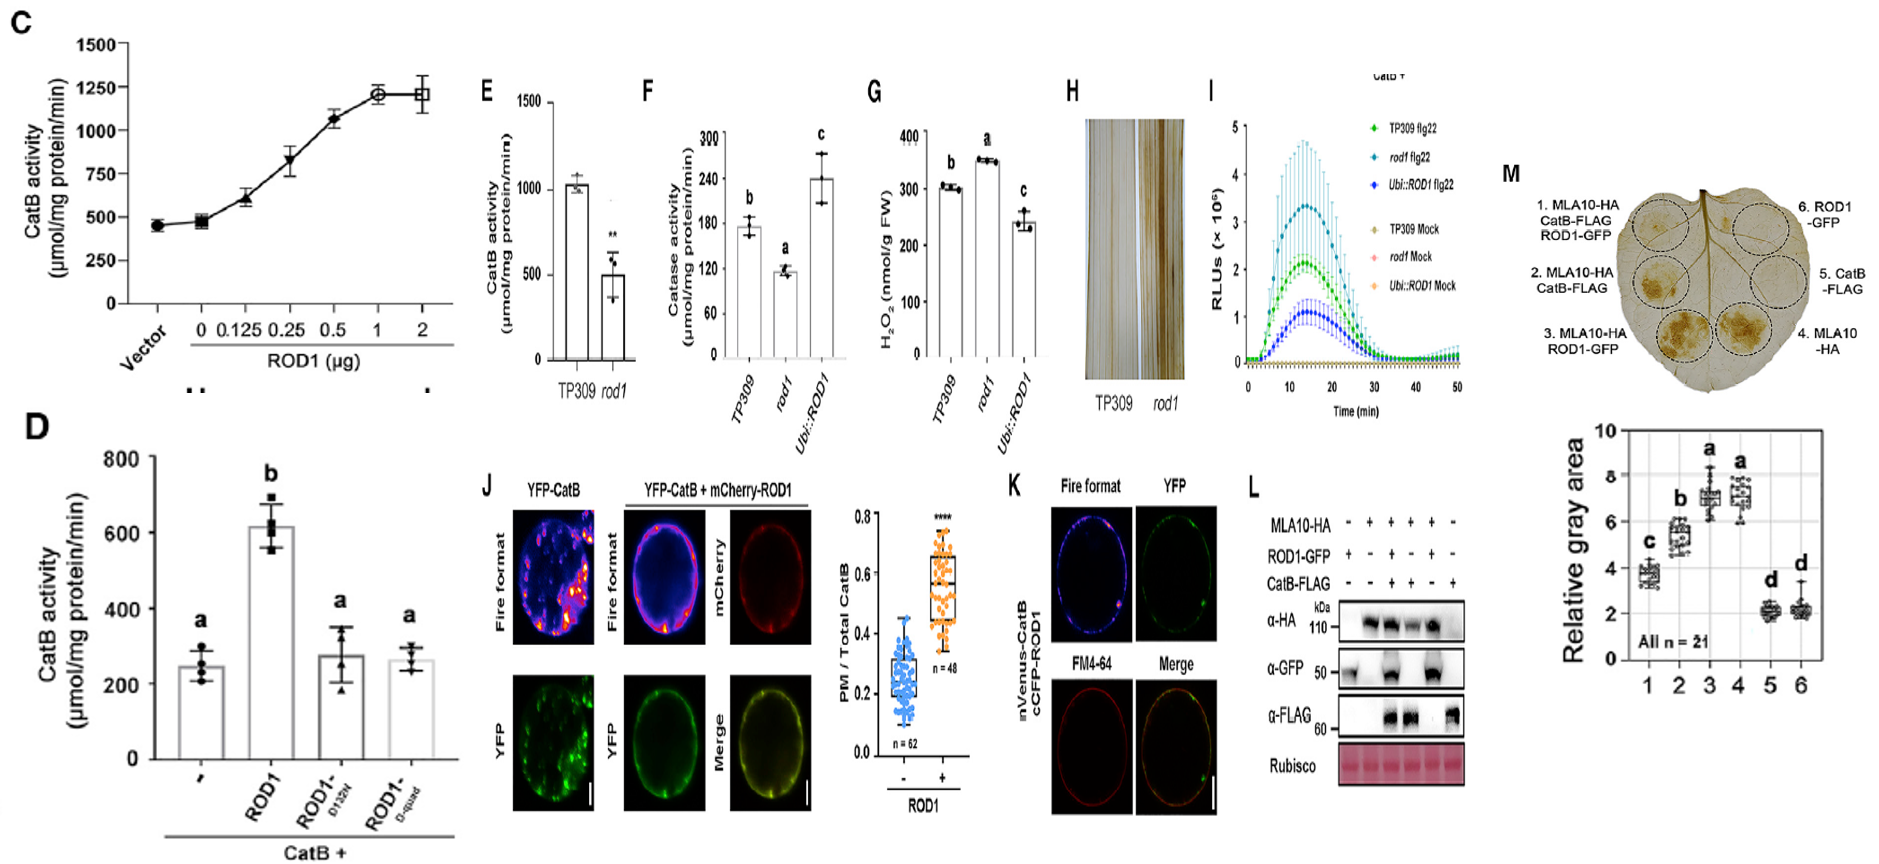 C
1500
1250
1000
750
500
250
0
CatB activity
(μmol/mg protein/min)
Vector
0 0.125 0.25 0.5 1 2
ROD1 (μg)
D
800
600
400
200
0
CatB activity
(μmol/mg protein/min)
a
b
a
a
-
ROD1
ROD1-
D132N
ROD1-
D-quad
CatB +
E
1500
1000
500
0
CatB activity
(μmol/mg protein/min)
**
TP309 rod1
F
300
240
180
120
60
0
Catase activity
(μmol/mg protein/min)
b
a
c
TP309
rod1
Ubi::ROD1
G
400
300
200
100
0
H₂O₂ (nmol/g FW)
b
a
c
TP309
rod1
Ubi::ROD1
H
TP309 rod1
CatB +
I
5
4
3
2
1
0
RLUs (× 10⁶)
TP309 flg22
rod1 flg22
Ubi::ROD1 flg22
TP309 Mock
rod1 Mock
Ubi::ROD1 Mock
0 10 20 30 40 50
Time (min)
J
YFP-CatB
YFP-CatB + mCherry-ROD1
Fire format
Fire format
mCherry
YFP
YFP
Merge
0.8
0.6
0.4
0.2
0.0
PM / Total CatB
****
n = 48
n = 62
- +
ROD1
K
Fire format YFP
FM4-64 Merge
nVenus-CatB
cCFP-ROD1
L
MLA10-HA - + + + + -
ROD1-GFP + - + - + -
CatB-FLAG - - + + - +
kDa
α-HA 110
α-GFP 50
α-FLAG 60
Rubisco
M
1. MLA10-HA
CatB-FLAG
ROD1-GFP
2. MLA10-HA
CatB-FLAG
3. MLA10-HA
ROD1-GFP
6. ROD1
-GFP
5. CatB
-FLAG
4. MLA10
-HA
10
8
6
4
2
0
Relative gray area
c
b
a
a
d
d
All n = 21
1 2 3 4 5 6